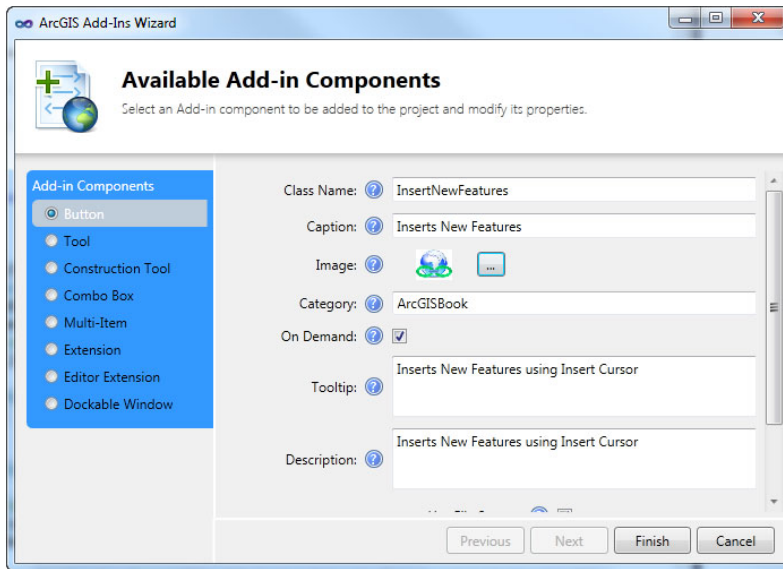 ArcGIS Add-Ins Wizard
Available Add-in Components
Select an Add-in component to be added to the project and modify its properties.
Add-in Components
Button
Tool
Construction Tool
Combo Box
Multi-Item
Extension
Editor Extension
Dockable Window
Class Name: InsertNewFeatures
Caption: Inserts New Features
Image: ...
Category: ArcGISBook
On Demand:
Tooltip: Inserts New Features using Insert Cursor
Description: Inserts New Features using Insert Cursor
Previous Next Finish Cancel